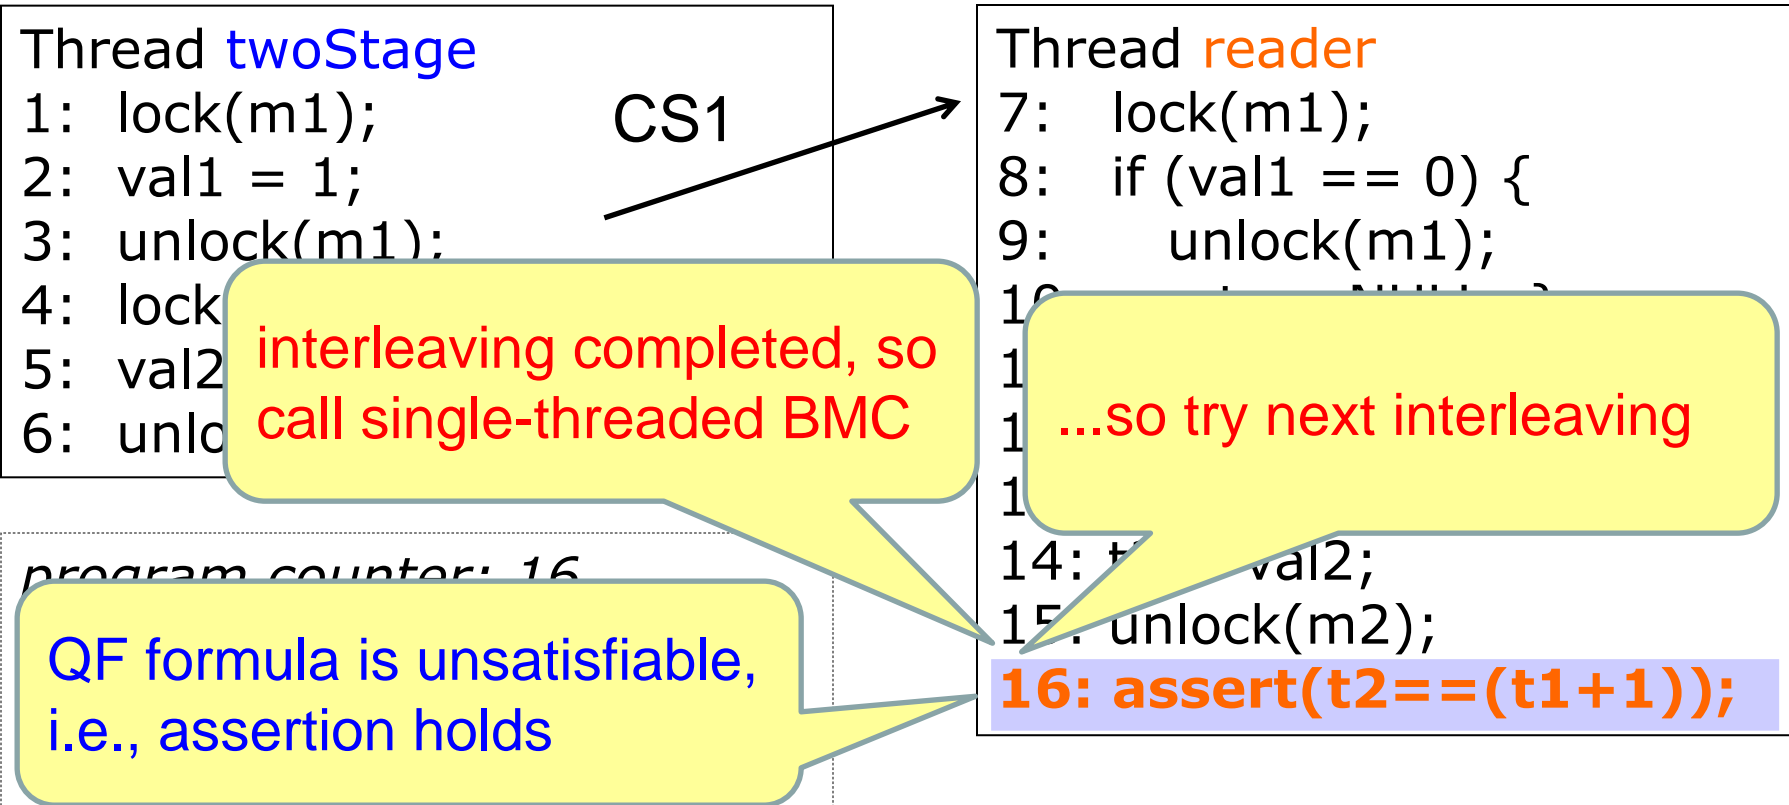 Thread twoStage
1: lock(m1);
2: val1 = 1;
3: unlock(m1);
4: lock
5: val2
6: unlo
CS1
Thread reader
7: lock(m1);
8: if (val1 == 0) {
9: unlock(m1);
14: val2;
15: unlock(m2);
16: assert(t2==(t1+1));
interleaving completed, so
call single-threaded BMC
...so try next interleaving
program counter: 16
QF formula is unsatisfiable,
i.e., assertion holds